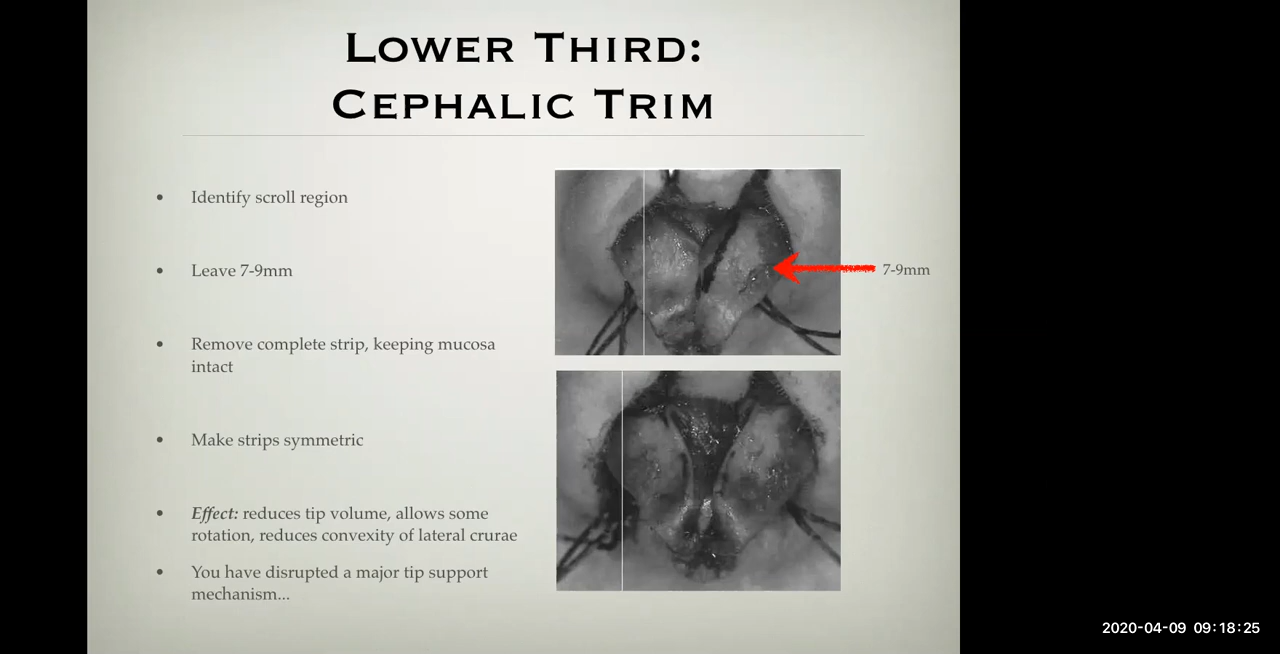 Lower Third:
Cephalic Trim
• Identify scroll region
• Leave 7-9mm
7-9mm
• Remove complete strip, keeping mucosa
intact
• Make strips symmetric
• Effect: reduces tip volume, allows some
rotation, reduces convexity of lateral crurae
• You have disrupted a major tip support
mechanism...
2020-04-09 09:18:25